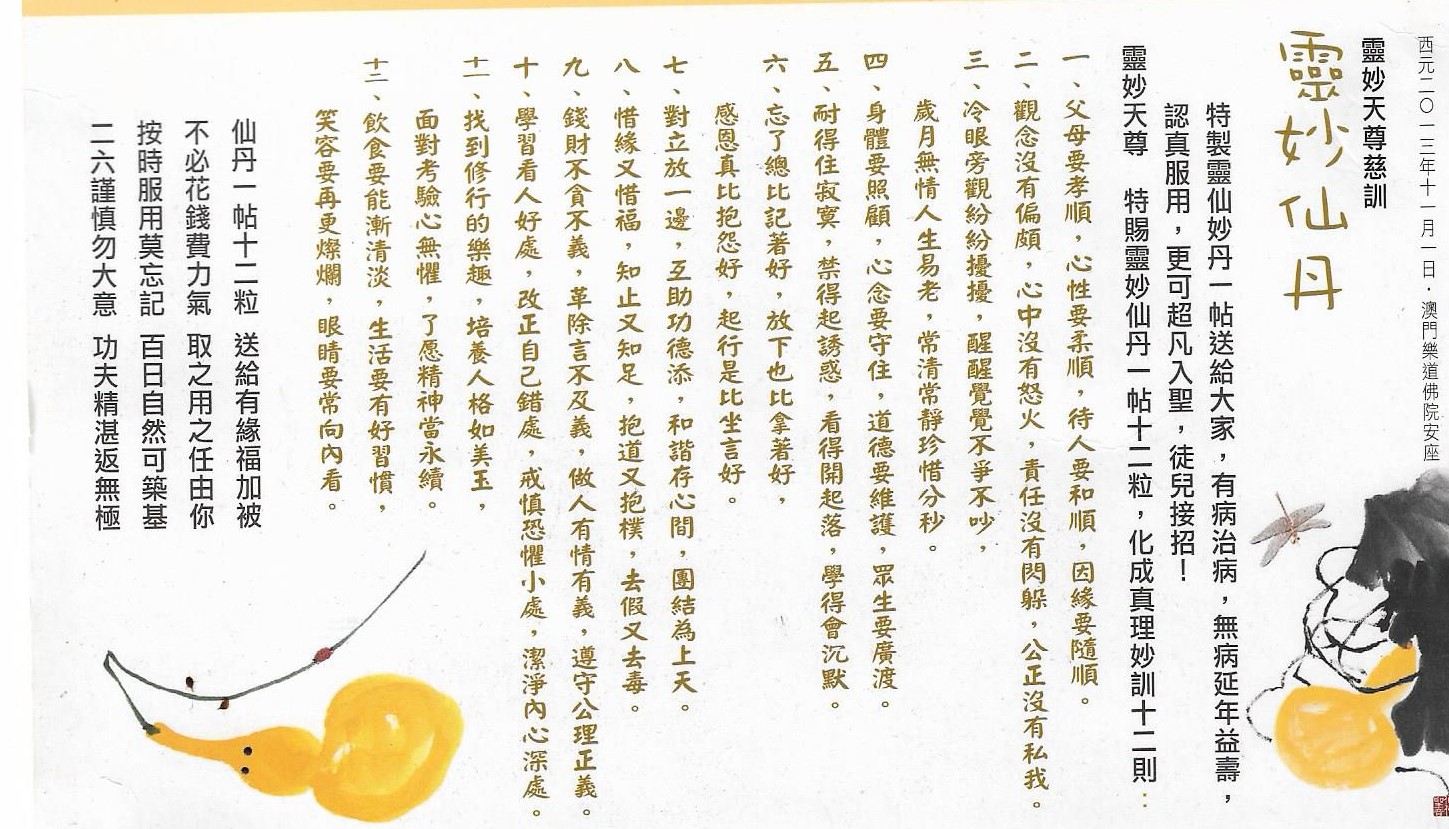 西元二〇一三年十一月一日．澳門樂道佛院安座
靈妙天尊慈訓
靈妙仙丹
特製靈仙妙丹一帖送給大家，有病治病，無病延年益壽，
認真服用，更可超凡入聖，徒兒接招！
靈妙天尊　特賜靈妙仙丹一帖十二粒，化成真理妙訓十二則：
一、父母要孝順，心性要柔順，待人要和順，因緣要隨順。
二、觀念沒有偏頗，心中沒有怒火，責任沒有閃躲，公正沒有私我。
三、冷眼旁觀紛紛擾擾，醒醒覺覺不爭不吵，
歲月無情人生易老，常清常靜珍惜分秒。
四、身體要照顧，心念要守住，道德要維護，眾生要廣渡。
五、耐得住寂寞，禁得起誘惑，看得開起落，學得會沉默。
六、忘了總比記著好，放下也比拿著好，
感恩真比抱怨好，起行是比坐言好。
七、對立放一邊，互助功德添，和諧存心間，團結為上天。
八、惜緣又惜福，知止又知足，抱道又抱樸，去假又去毒。
九、錢財不貪不義，革除言不及義，做人有情有義，遵守公理正義。
十、學習看人好處，改正自己錯處，戒慎恐懼小處，潔淨內心深處。
十一、找到修行的樂趣，培養人格如美玉，
面對考驗心無懼，了愿精神當永續。
十二、飲食要能漸清淡，生活要有好習慣，
笑容要再更燦爛，眼睛要常向內看。
仙丹一帖十二粒　送給有緣福加被
不必花錢費力氣　取之用之任由你
按時服用莫忘記　百日自然可築基
二六謹慎勿大意　功夫精湛返無極